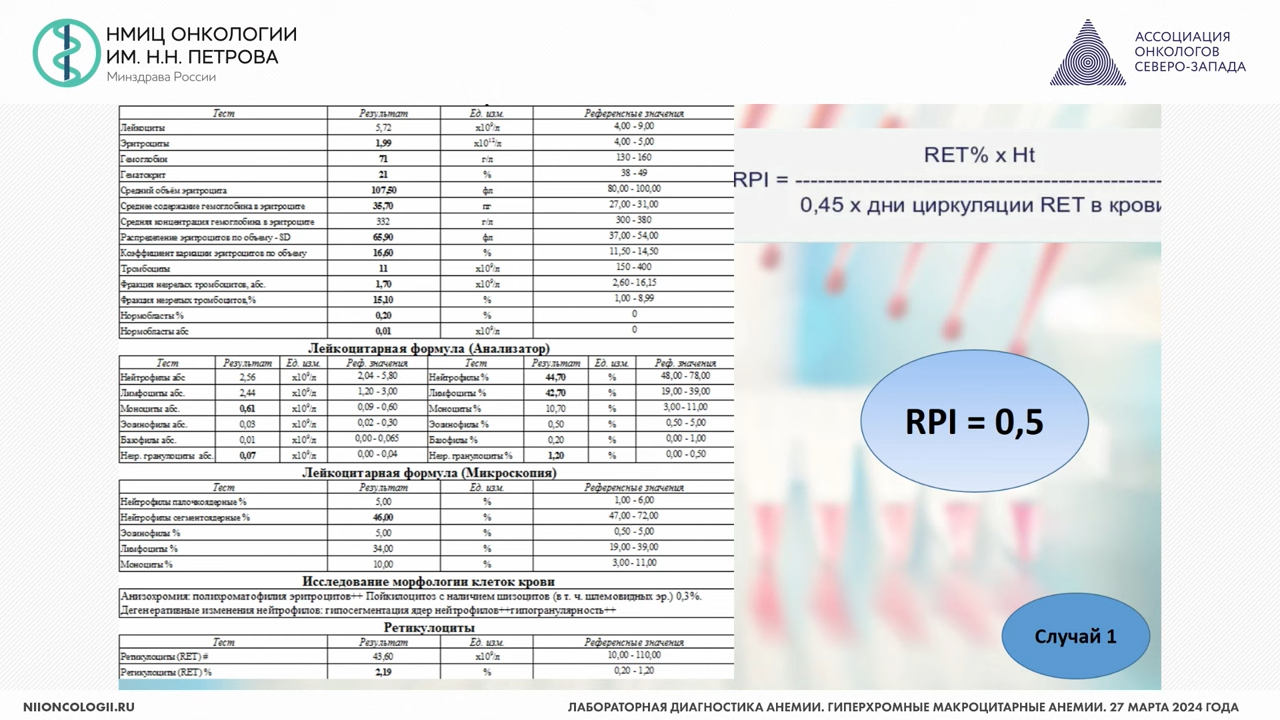 НМИЦ ОНКОЛОГИИ
ИМ. Н.Н. ПЕТРОВА
Минздрава России
АССОЦИАЦИЯ
ОНКОЛОГОВ
СЕВЕРО-ЗАПАДА
Тест Результат Ед. изм. Референсные значения
Лейкоциты 5,72 x10⁹/л 4,00 - 9,00
Эритроциты 1,99 x10¹²/л 4,00 - 5,00
Гемоглобин 71 г/л 130 - 160
Гематокрит 21 % 38 - 49
Средний объём эритроцита 107,50 фл 80,00 - 100,00
Среднее содержание гемоглобина в эритроците 35,70 пг 27,00 - 31,00
Средняя концентрация гемоглобина в эритроците 332 г/л 300 - 380
Распределение эритроцитов по объему - SD 65,90 фл 37,00 - 54,00
Коэффициент вариации эритроцитов по объему 16,60 % 11,50 - 14,50
Тромбоциты 11 x10⁹/л 150 - 400
Фракция незрелых тромбоцитов, абс. 1,70 x10⁹/л 2,60 - 16,15
Фракция незрелых тромбоцитов,% 15,10 % 1,00 - 8,99
Нормобласты % 0,20 % 0
Нормобласты абс 0,01 x10⁹/л 0
Лейкоцитарная формула (Анализатор)
Тест Результат Ед. изм. Реф. значения Тест Результат Ед. изм. Реф. значения
Нейтрофилы абс 2,56 x10⁹/л 2,04 - 5,80 Нейтрофилы % 44,70 % 48,00 - 78,00
Лимфоциты абс. 2,44 x10⁹/л 1,20 - 3,00 Лимфоциты % 42,70 % 19,00 - 39,00
Моноциты абс. 0,61 x10⁹/л 0,09 - 0,60 Моноциты % 10,70 % 3,00 - 11,00
Эозинофилы абс. 0,03 x10⁹/л 0,02 - 0,30 Эозинофилы % 0,50 % 0,50 - 5,00
Базофилы абс. 0,01 x10⁹/л 0,00 - 0,065 Базофилы % 0,20 % 0,00 - 1,00
Незр. гранулоциты абс. 0,07 x10⁹/л 0,00 - 0,04 Незр. гранулоциты % 1,20 % 0,00 - 0,50
Лейкоцитарная формула (Микроскопия)
Тест Результат Ед. изм. Референсные значения
Нейтрофилы палочкоядерные % 5,00 % 1,00 - 6,00
Нейтрофилы сегментоядерные % 46,00 % 47,00 - 72,00
Эозинофилы % 5,00 % 0,50 - 5,00
Лимфоциты % 34,00 % 19,00 - 39,00
Моноциты % 10,00 % 3,00 - 11,00
Исследование морфологии клеток крови
Анизохромия: полихроматофилия эритроцитов++ Пойкилоцитоз с наличием шизоцитов (в т. ч. шлемовидных эр.) 0,3%.
Дегенеративные изменения нейтрофилов: гипосегментация ядер нейтрофилов++гипогранулярность++
Ретикулоциты
Тест Результат Ед. изм. Референсные значения
Ретикулоциты (RET) # 43,60 x10⁹/л 10,00 - 110,00
Ретикулоциты (RET) % 2,19 % 0,20 - 1,20
RET% x Ht
RPI = ------------------------------------------------
0,45 x дни циркуляции RET в крови
RPI = 0,5
Случай 1
NIIONCOLOGII.RU
ЛАБОРАТОРНАЯ ДИАГНОСТИКА АНЕМИИ. ГИПЕРХРОМНЫЕ МАКРОЦИТАРНЫЕ АНЕМИИ. 27 МАРТА 2024 ГОДА